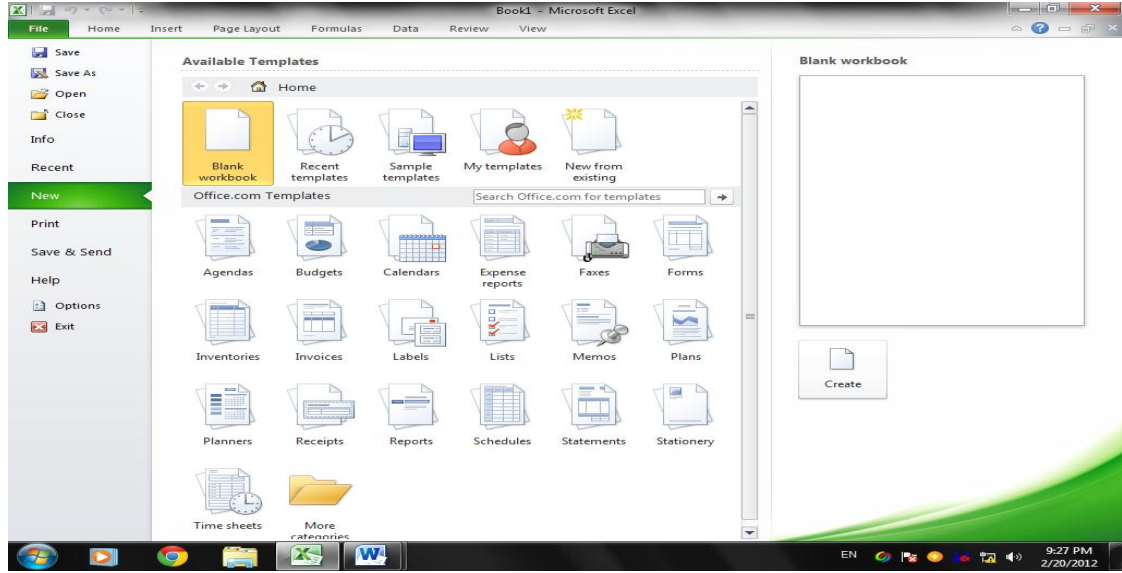 Book1 - Microsoft Excel
File Home Insert Page Layout Formulas Data Review View
Save
Save As
Open
Close
Info
Recent
New
Print
Save & Send
Help
Options
Exit
Available Templates
Home
Blank workbook
Recent templates
Sample templates
My templates
New from existing
Office.com Templates
Search Office.com for templates
Agendas
Budgets
Calendars
Expense reports
Faxes
Forms
Inventories
Invoices
Labels
Lists
Memos
Plans
Planners
Receipts
Reports
Schedules
Statements
Stationery
Time sheets
More categories
Blank workbook
Create
EN
9:27 PM
2/20/2012